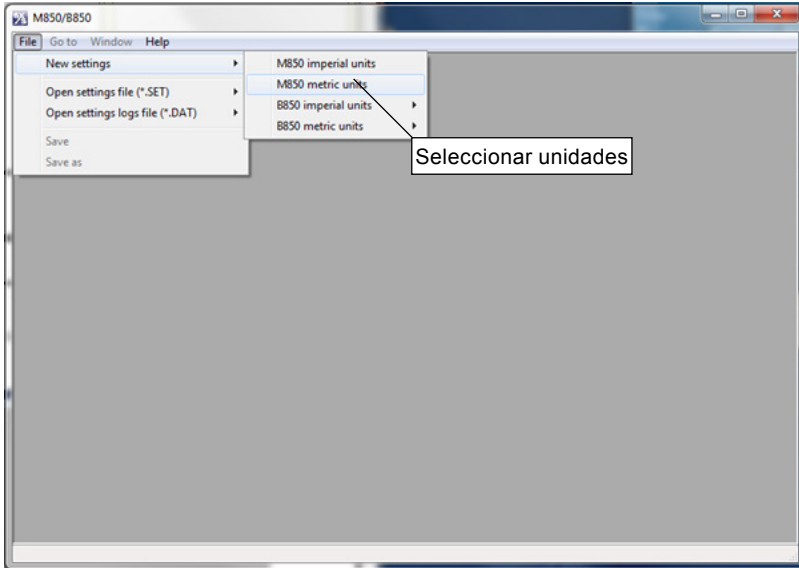 M850/B850
File Go to Window Help
New settings
Open settings file (*.SET)
Open settings logs file (*.DAT)
Save
Save as
M850 imperial units
M850 metric units
B850 imperial units
B850 metric units
Seleccionar unidades